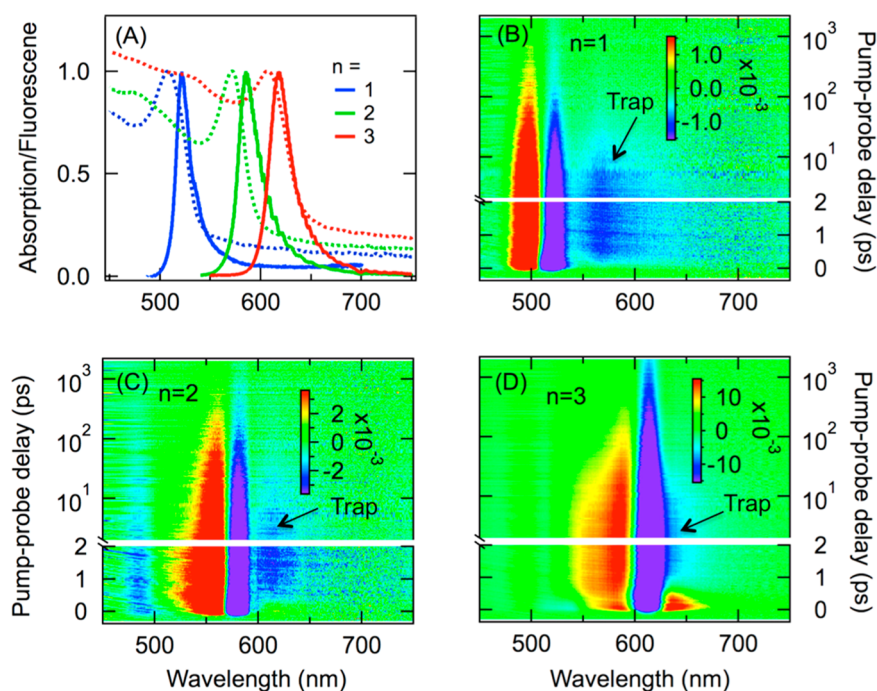 (A)
n =
1
2
3
1.0
0.5
0.0
Absorption/Fluorescene
500 600 700
(B)
n=1
Trap
1.0
0.0
-1.0
x10^-3
10^3
10^2
10^1
2
1
0
Pump-probe delay (ps)
500 600 700
(C)
n=2
Trap
2
0
-2
x10^-3
10^3
10^2
10^1
2
1
0
Pump-probe delay (ps)
500 600 700
Wavelength (nm)
(D)
n=3
Trap
10
0
-10
x10^-3
10^3
10^2
10^1
2
1
0
Pump-probe delay (ps)
500 600 700
Wavelength (nm)